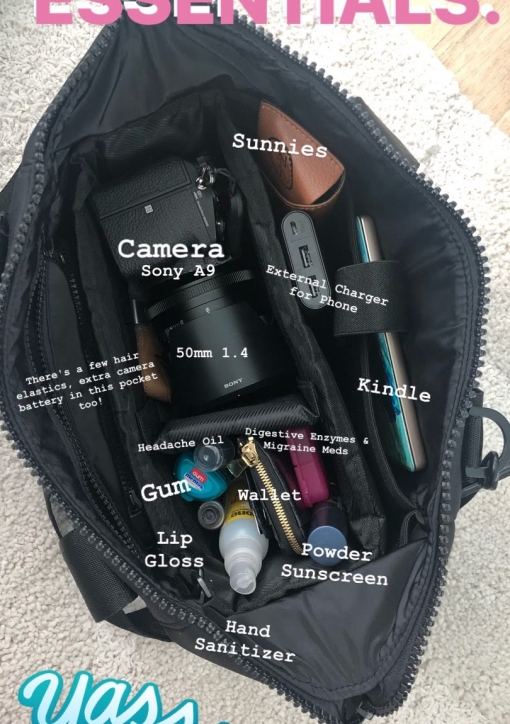 ESSENTIALS.
Sunnies
Camera
Sony A9
External Charger
for Phone
50mm 1.4
SONY
There's a few hair
elastics, extra camera
battery in this pocket
too!
Kindle
Headache Oil
Digestive Enzymes &
Migraine Meds
Gum
Wallet
Lip
Gloss
Powder
Sunscreen
Hand
Sanitizer
yass